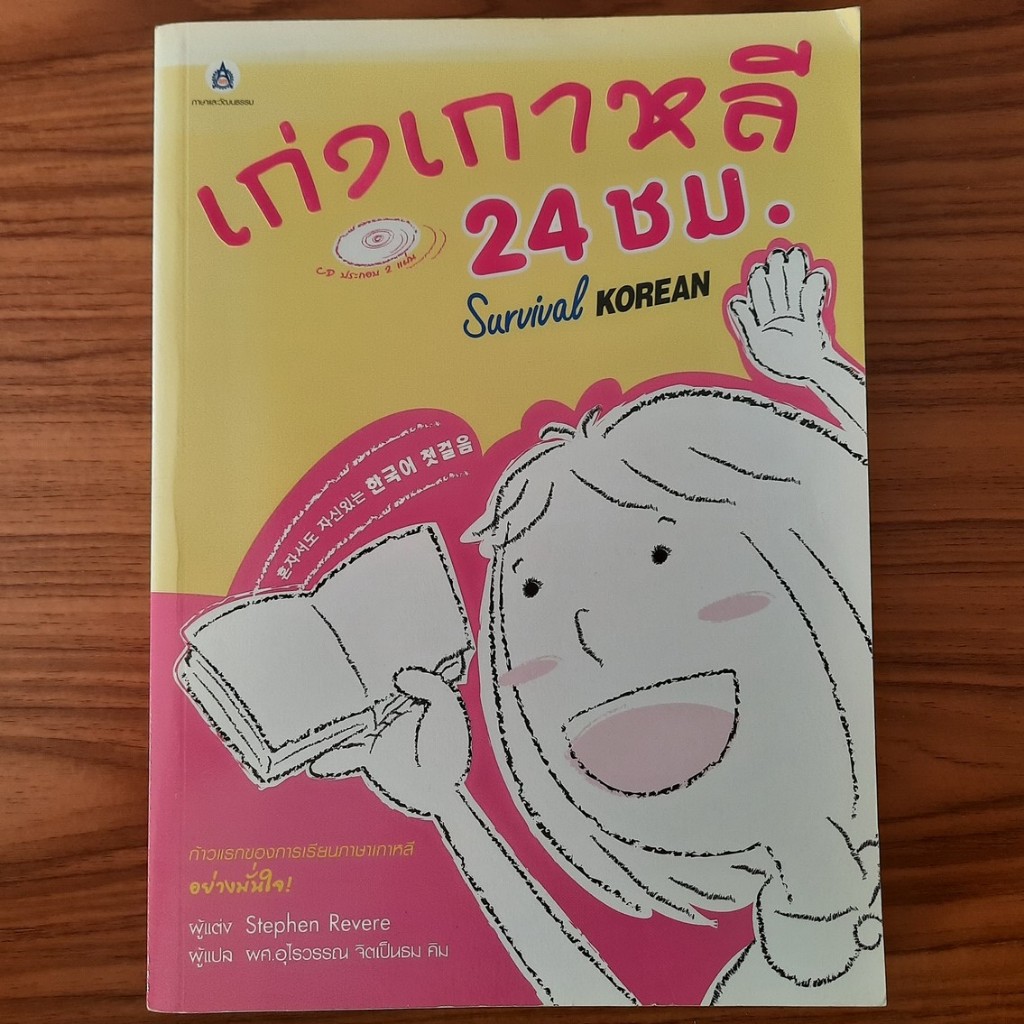 ภาษาและวัฒนธรรม
เก่งเกาหลี
24 ชม.
CD ประกอบ 2 แผ่น
Survival KOREAN
혼자서도 자신있는 한국어 첫걸음
ก้าวแรกของการเรียนภาษาเกาหลี
อย่างมั่นใจ!
ผู้แต่ง Stephen Revere
ผู้แปล ผศ.อุไรวรรณ จิตเป็นธม คิม